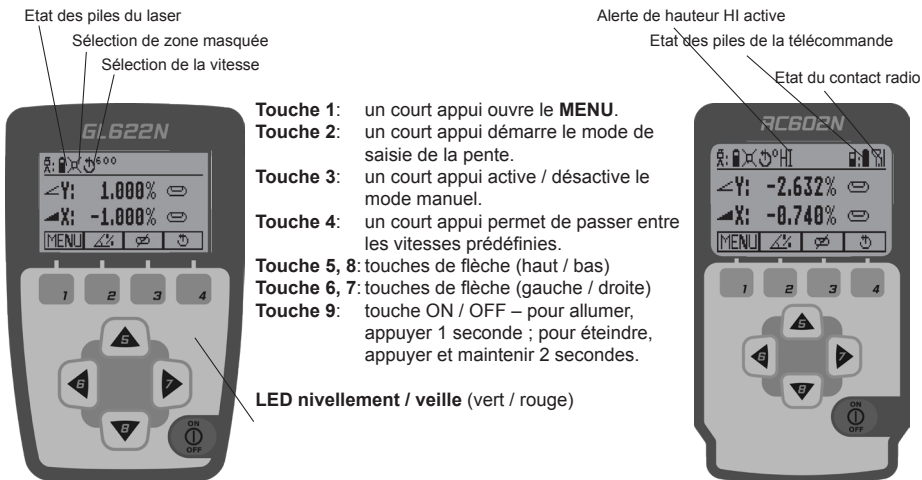 Etat des piles du laser
Sélection de zone masquée
Sélection de la vitesse
Alerte de hauteur HI active
Etat des piles de la télécommande
Etat du contact radio
GL622N
600
Y: 1.000%
X: -1.000%
MENU
1 2 3 4
5
6 7
8
ON
OFF
Touche 1: un court appui ouvre le MENU.
Touche 2: un court appui démarre le mode de
saisie de la pente.
Touche 3: un court appui active / désactive le
mode manuel.
Touche 4: un court appui permet de passer entre
les vitesses prédéfinies.
Touche 5, 8: touches de flèche (haut / bas)
Touche 6, 7: touches de flèche (gauche / droite)
Touche 9: touche ON / OFF – pour allumer,
appuyer 1 seconde ; pour éteindre,
appuyer et maintenir 2 secondes.
LED nivellement / veille (vert / rouge)
RC602N
HI
Y: -2.632%
X: -0.740%
MENU
1 2 3 4
5
6 7
8
ON
OFF